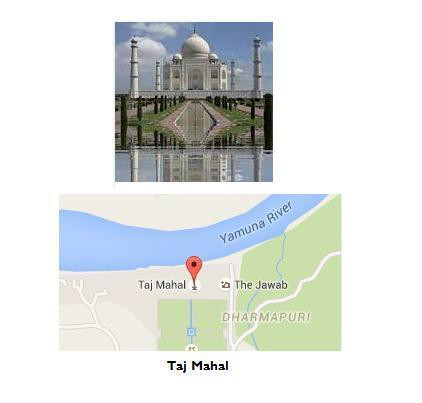 Yamuna River
Taj Mahal
The Jawab
DHARMAPURI
Taj Mahal